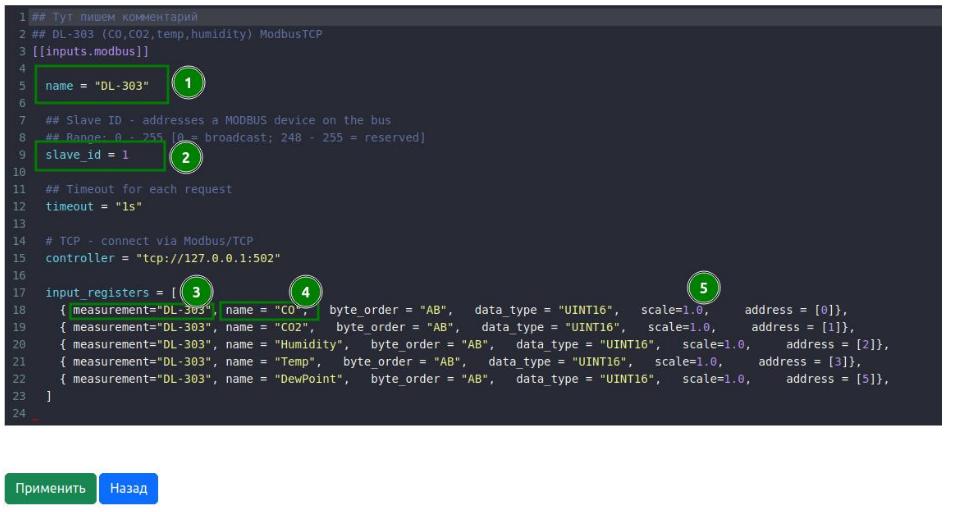 1 ## Тут пишем комментарий
2 ## DL-303 (CO,CO2,temp,humidity) ModbusTCP
3 [[inputs.modbus]]
4
5 name = "DL-303" 1
6
7 ## Slave ID - addresses a MODBUS device on the bus
8 ## Range: 0 - 255 [0 = broadcast; 248 - 255 = reserved]
9 slave_id = 1 2
10
11 ## Timeout for each request
12 timeout = "1s"
13
14 # TCP - connect via Modbus/TCP
15 controller = "tcp://127.0.0.1:502"
16
17 input_registers = [ 3 4 5
18 { measurement="DL-303", name = "CO", byte_order = "AB", data_type = "UINT16", scale=1.0, address = [0]},
19 { measurement="DL-303", name = "CO2", byte_order = "AB", data_type = "UINT16", scale=1.0, address = [1]},
20 { measurement="DL-303", name = "Humidity", byte_order = "AB", data_type = "UINT16", scale=1.0, address = [2]},
21 { measurement="DL-303", name = "Temp", byte_order = "AB", data_type = "UINT16", scale=1.0, address = [3]},
22 { measurement="DL-303", name = "DewPoint", byte_order = "AB", data_type = "UINT16", scale=1.0, address = [5]},
23 ]
24
Применить Назад